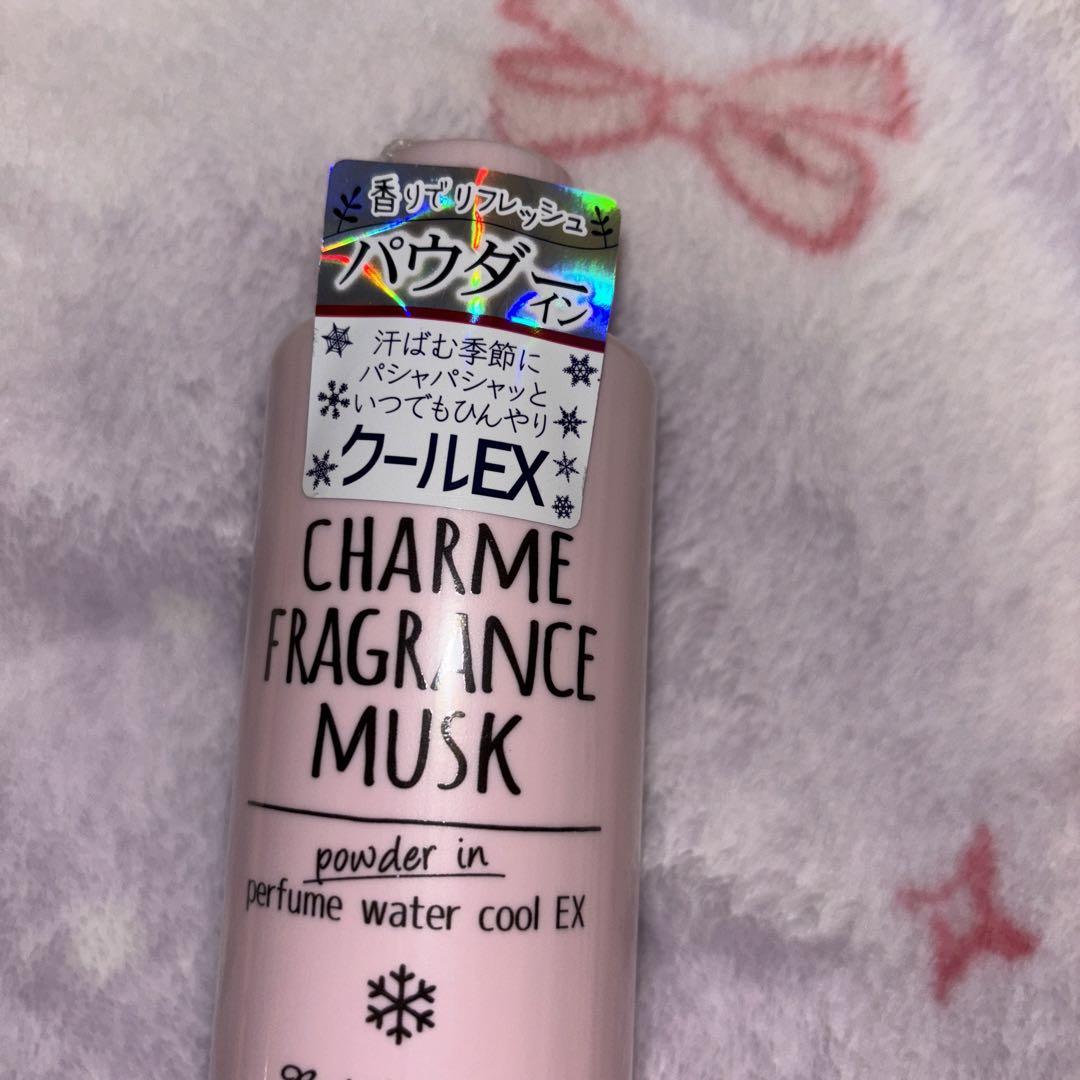 香りでリフレッシュ
パウダーイン
汗ばむ季節に
パシャパシャッと
いつでもひんやり
クールEX
CHARME
FRAGRANCE
MUSK
powder in
perfume water cool EX